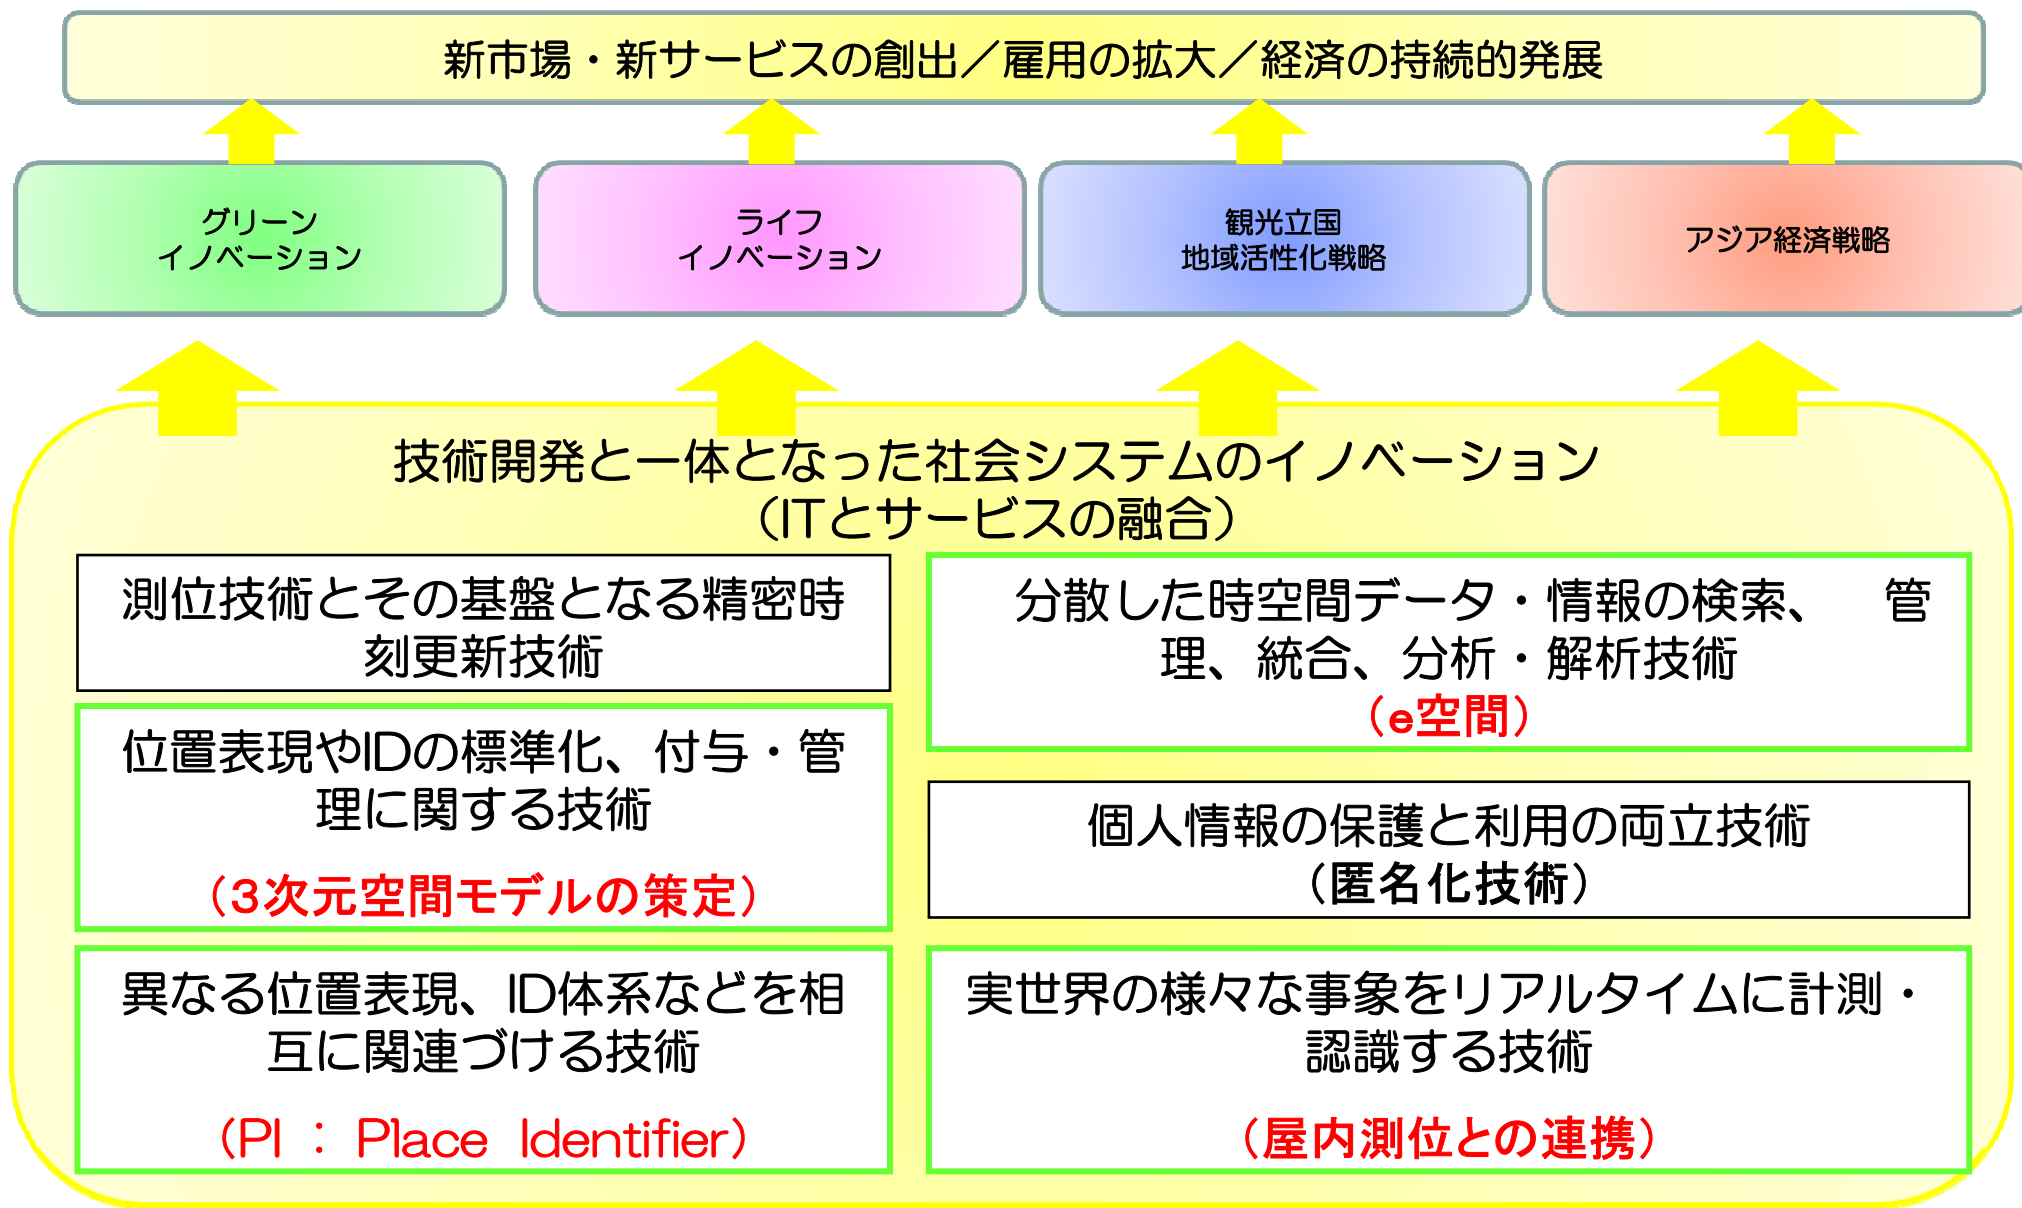 新市場・新サービスの創出／雇用の拡大／経済の持続的発展
グリーン
イノベーション
ライフ
イノベーション
観光立国
地域活性化戦略
アジア経済戦略
技術開発と一体となった社会システムのイノベーション
（ITとサービスの融合）
測位技術とその基盤となる精密時
刻更新技術
位置表現やIDの標準化、付与・管
理に関する技術
（３次元空間モデルの策定）
異なる位置表現、ID体系などを相
互に関連づける技術
（PI ： Place Identifier）
分散した時空間データ・情報の検索、　管
理、統合、分析・解析技術
（e空間）
個人情報の保護と利用の両立技術
（匿名化技術）
実世界の様々な事象をリアルタイムに計測・
認識する技術
（屋内測位との連携）